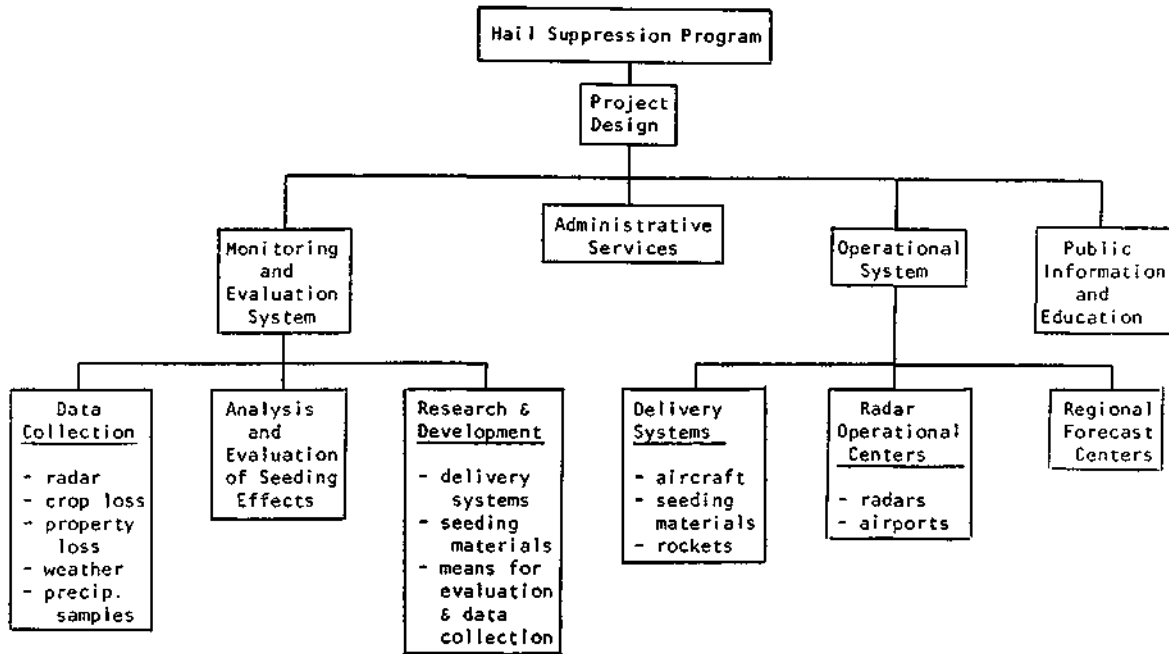 Hail Suppression Program
Project
Design
Monitoring
and
Evaluation
System
Administrative
Services
Operational
System
Public
Information
and
Education
Data
Collection
- radar
- crop loss
- property
loss
- weather
- precip.
samples
Analysis
and
Evaluation
of Seeding
Effects
Research &
Development
- delivery
systems
- seeding
materials
- means for
evaluation
& data
collection
Delivery
Systems
- aircraft
- seeding
materials
- rockets
Radar
Operational
Centers
- radars
- airports
Regional
Forecast
Centers